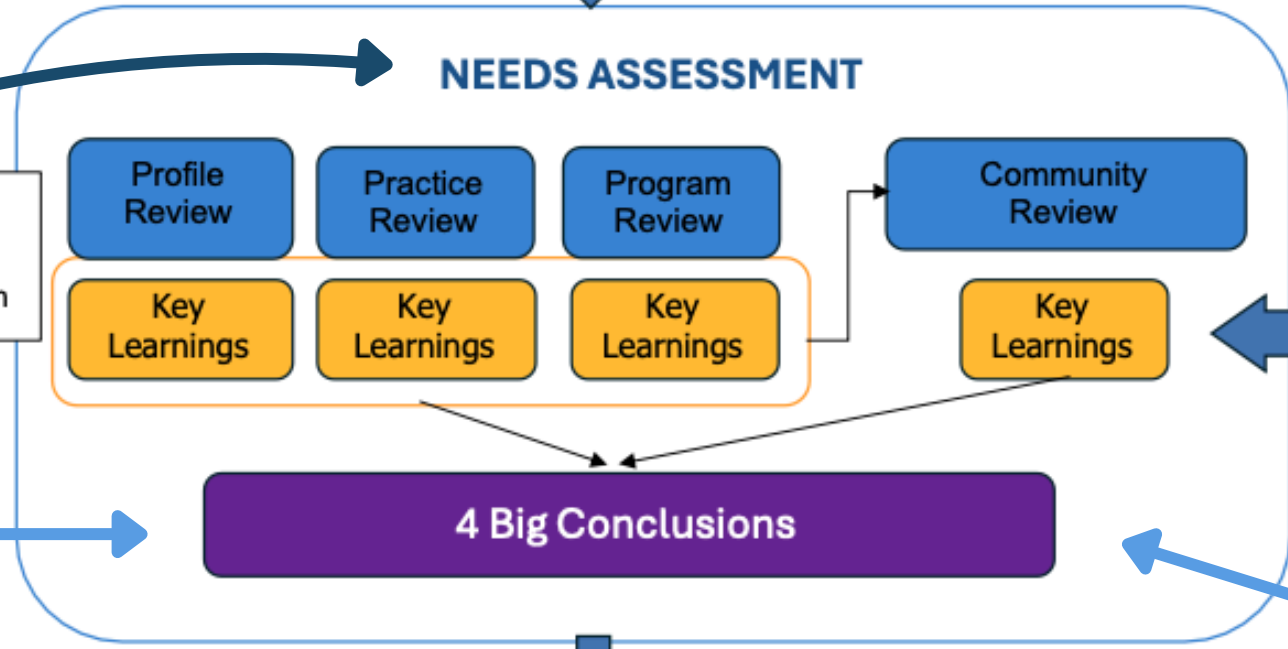 NEEDS ASSESSMENT
Profile
Review
Practice
Review
Program
Review
Community
Review
Key
Learnings
Key
Learnings
Key
Learnings
Key
Learnings
4 Big Conclusions